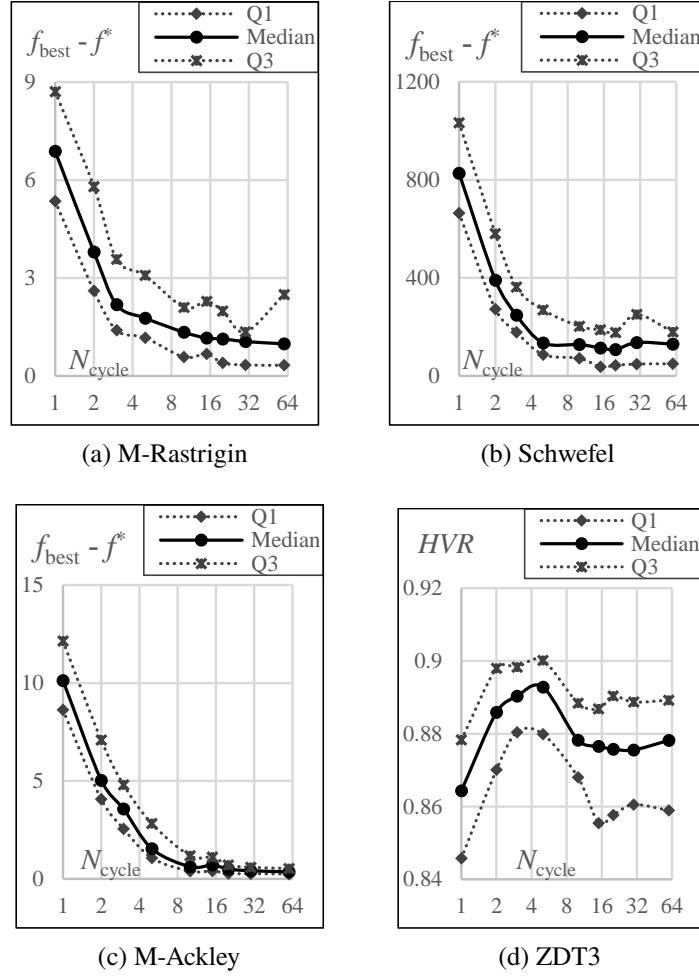 Q1
Median
Q3
f_best - f*
9
6
3
0
N_cycle
1 2 4 8 16 32 64
(a) M-Rastrigin
Q1
Median
Q3
f_best - f*
1200
800
400
0
N_cycle
1 2 4 8 16 32 64
(b) Schwefel
Q1
Median
Q3
f_best - f*
15
10
5
0
N_cycle
1 2 4 8 16 32 64
(c) M-Ackley
Q1
Median
Q3
HVR
0.92
0.9
0.88
0.86
0.84
N_cycle
1 2 4 8 16 32 64
(d) ZDT3